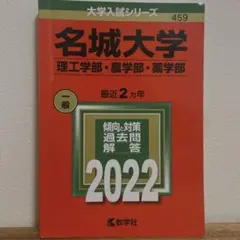 大学入試シリーズ
459
名城大学
理工学部・農学部・薬学部
一般
最近2カ年
傾向と対策
過去問
解答
2022
教学社